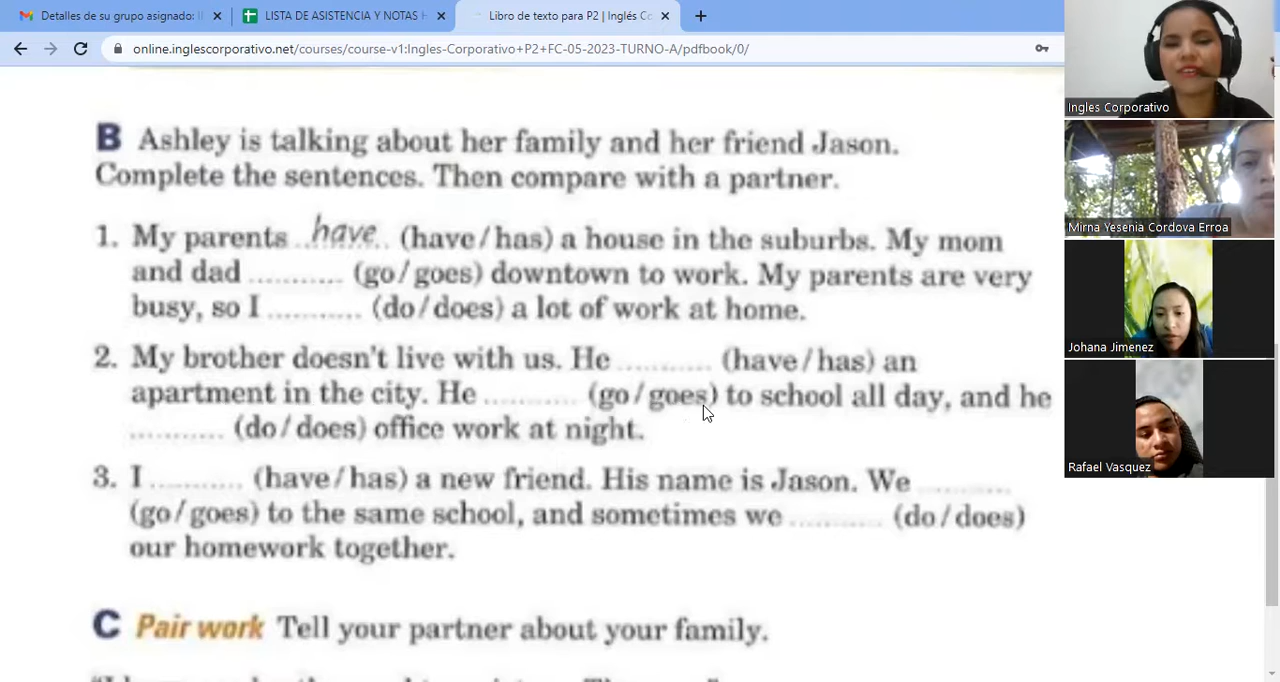 Detalles de su grupo asignado: I
LISTA DE ASISTENCIA Y NOTAS
Libro de texto para P2 | Inglés Co
online.inglescorporativo.net/courses/course-v1:Ingles-Corporativo+P2+FC-05-2023-TURNO-A/pdfbook/0/
B Ashley is talking about her family and her friend Jason.
Complete the sentences. Then compare with a partner.
1. My parents have (have/has) a house in the suburbs. My mom
and dad ........... (go/goes) downtown to work. My parents are very
busy, so I ........... (do/does) a lot of work at home.
2. My brother doesn't live with us. He ........... (have/has) an
apartment in the city. He ........... (go/goes) to school all day, and he
........... (do/does) office work at night.
3. I ........... (have/has) a new friend. His name is Jason. We ...........
(go/goes) to the same school, and sometimes we ........... (do/does)
our homework together.
C Pair work Tell your partner about your family.
Ingles Corporativo
Mirna Yesenia Cordova Erroa
Johana Jimenez
Rafael Vasquez